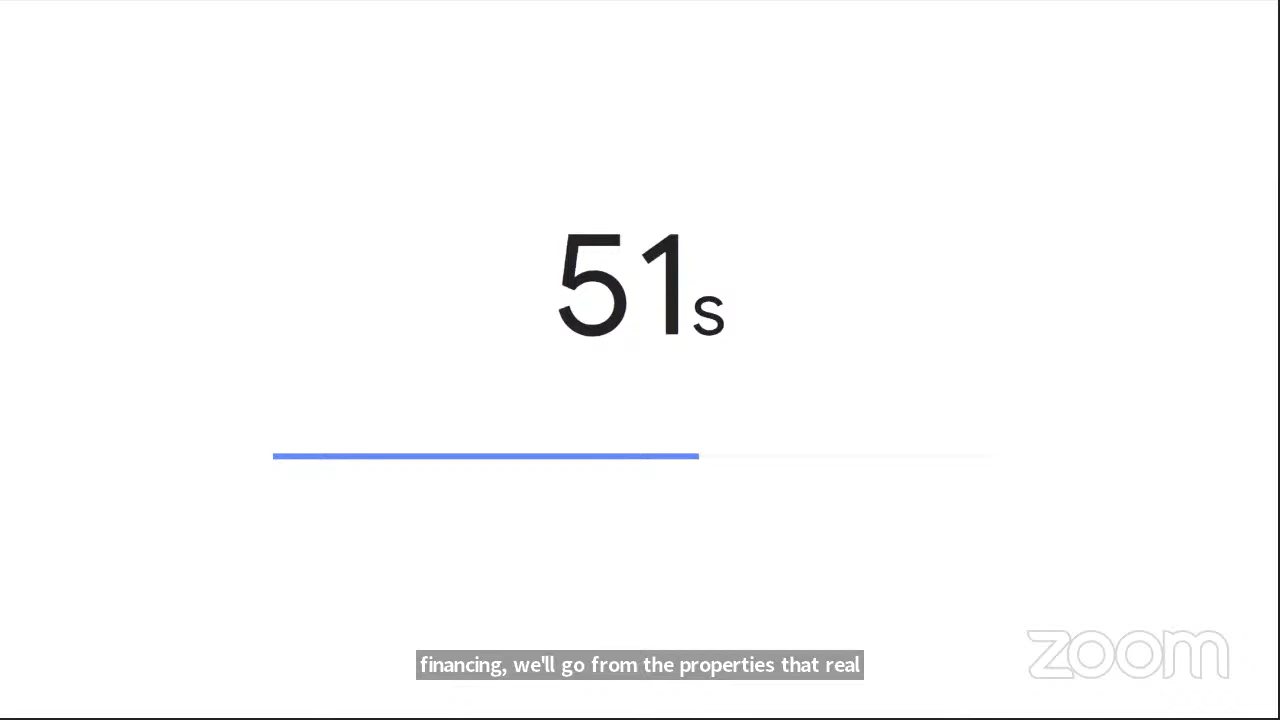 51s
financing, we'll go from the properties that real
zoom